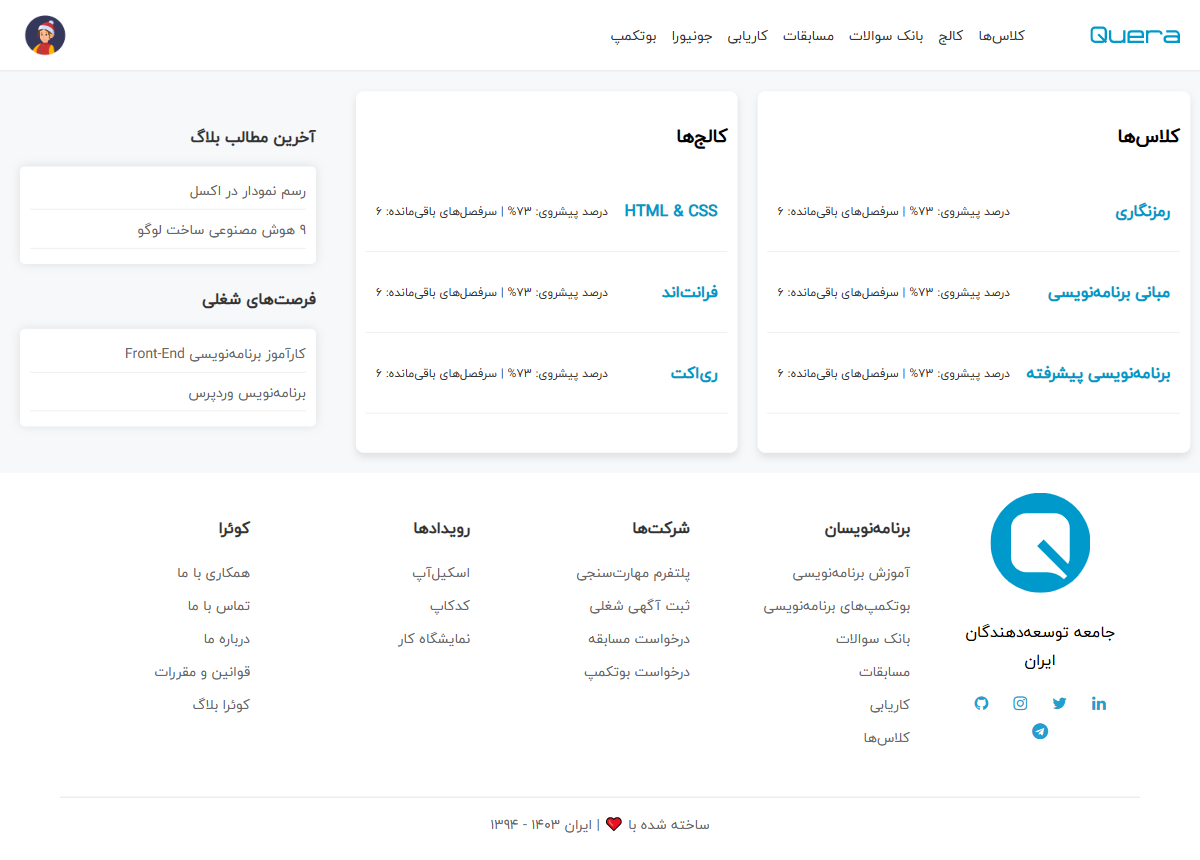 Quera
کلاس‌ها
کالج
بانک سوالات
مسابقات
کاریابی
جونیورا
بوتکمپ
کلاس‌ها
رمزنگاری
درصد پیشروی: ۷۳% | سرفصل‌های باقی‌مانده: ۶
مبانی برنامه‌نویسی
درصد پیشروی: ۷۳% | سرفصل‌های باقی‌مانده: ۶
برنامه‌نویسی پیشرفته
درصد پیشروی: ۷۳% | سرفصل‌های باقی‌مانده: ۶
کالج‌ها
HTML & CSS
درصد پیشروی: ۷۳% | سرفصل‌های باقی‌مانده: ۶
فرانت‌اند
درصد پیشروی: ۷۳% | سرفصل‌های باقی‌مانده: ۶
ری‌اکت
درصد پیشروی: ۷۳% | سرفصل‌های باقی‌مانده: ۶
آخرین مطالب بلاگ
رسم نمودار در اکسل
۹ هوش مصنوعی ساخت لوگو
فرصت‌های شغلی
کارآموز برنامه‌نویسی Front-End
برنامه‌نویس وردپرس
جامعه توسعه‌دهندگان
ایران
برنامه‌نویسان
آموزش برنامه‌نویسی
بوتکمپ‌های برنامه‌نویسی
بانک سوالات
مسابقات
کاریابی
کلاس‌ها
شرکت‌ها
پلتفرم مهارت‌سنجی
ثبت آگهی شغلی
درخواست مسابقه
درخواست بوتکمپ
رویدادها
اسکیل‌آپ
کدکاپ
نمایشگاه کار
کوئرا
همکاری با ما
تماس با ما
درباره ما
قوانین و مقررات
کوئرا بلاگ
ساخته شده با ❤ | ایران ۱۴۰۳ - ۱۳۹۴